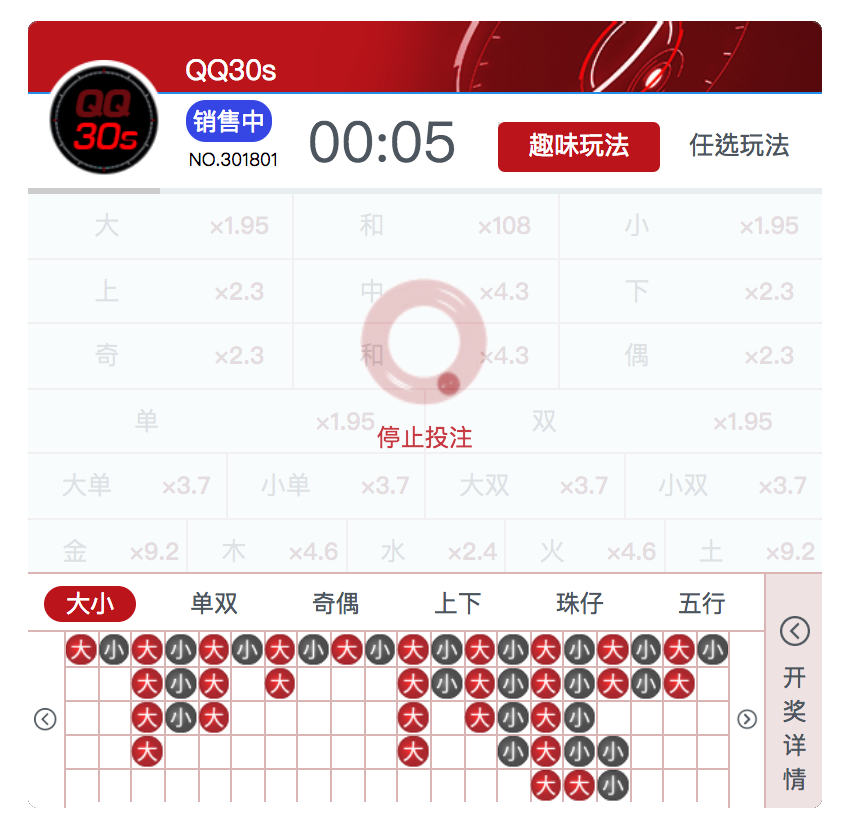 QQ30s
QQ
30s
销售中
NO.301801
00:05
趣味玩法
任选玩法
大 ×1.95 和 ×108 小 ×1.95
上 ×2.3 中 ×4.3 下 ×2.3
奇 ×2.3 和 ×4.3 偶 ×2.3
单 ×1.95 双 ×1.95
停止投注
大单 ×3.7 小单 ×3.7 大双 ×3.7 小双 ×3.7
金 ×9.2 木 ×4.6 水 ×2.4 火 ×4.6 土 ×9.2
大小 单双 奇偶 上下 珠仔 五行
大 小 大 小 大 小 大 小 大 小 大 小 大 小 大 小 大 小 大 小
大 小 大 大 大 小 大 小 大 小 大 小 大
大 小 大 大 大 小 大 小
大 大 小 大 小 小
大 大 小
开奖详情